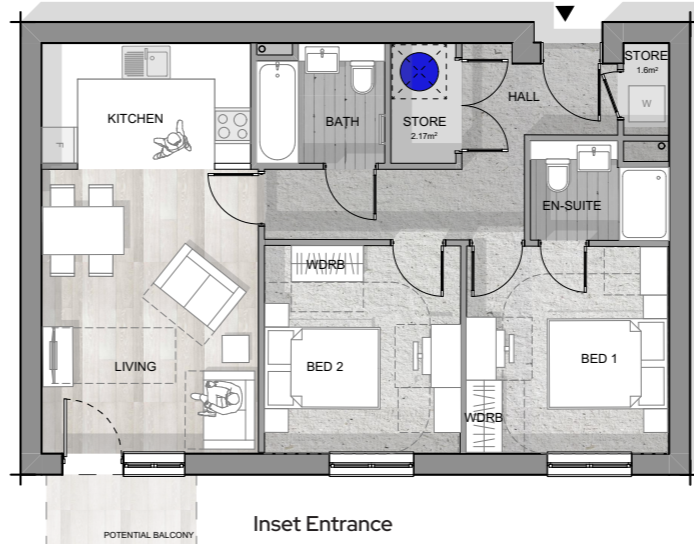 STORE
1.6m²
W
HALL
KITCHEN
BATH
STORE
2.17m²
F
EN-SUITE
WDRB
LIVING
BED 2
BED 1
WDRB
POTENTIAL BALCONY
Inset Entrance